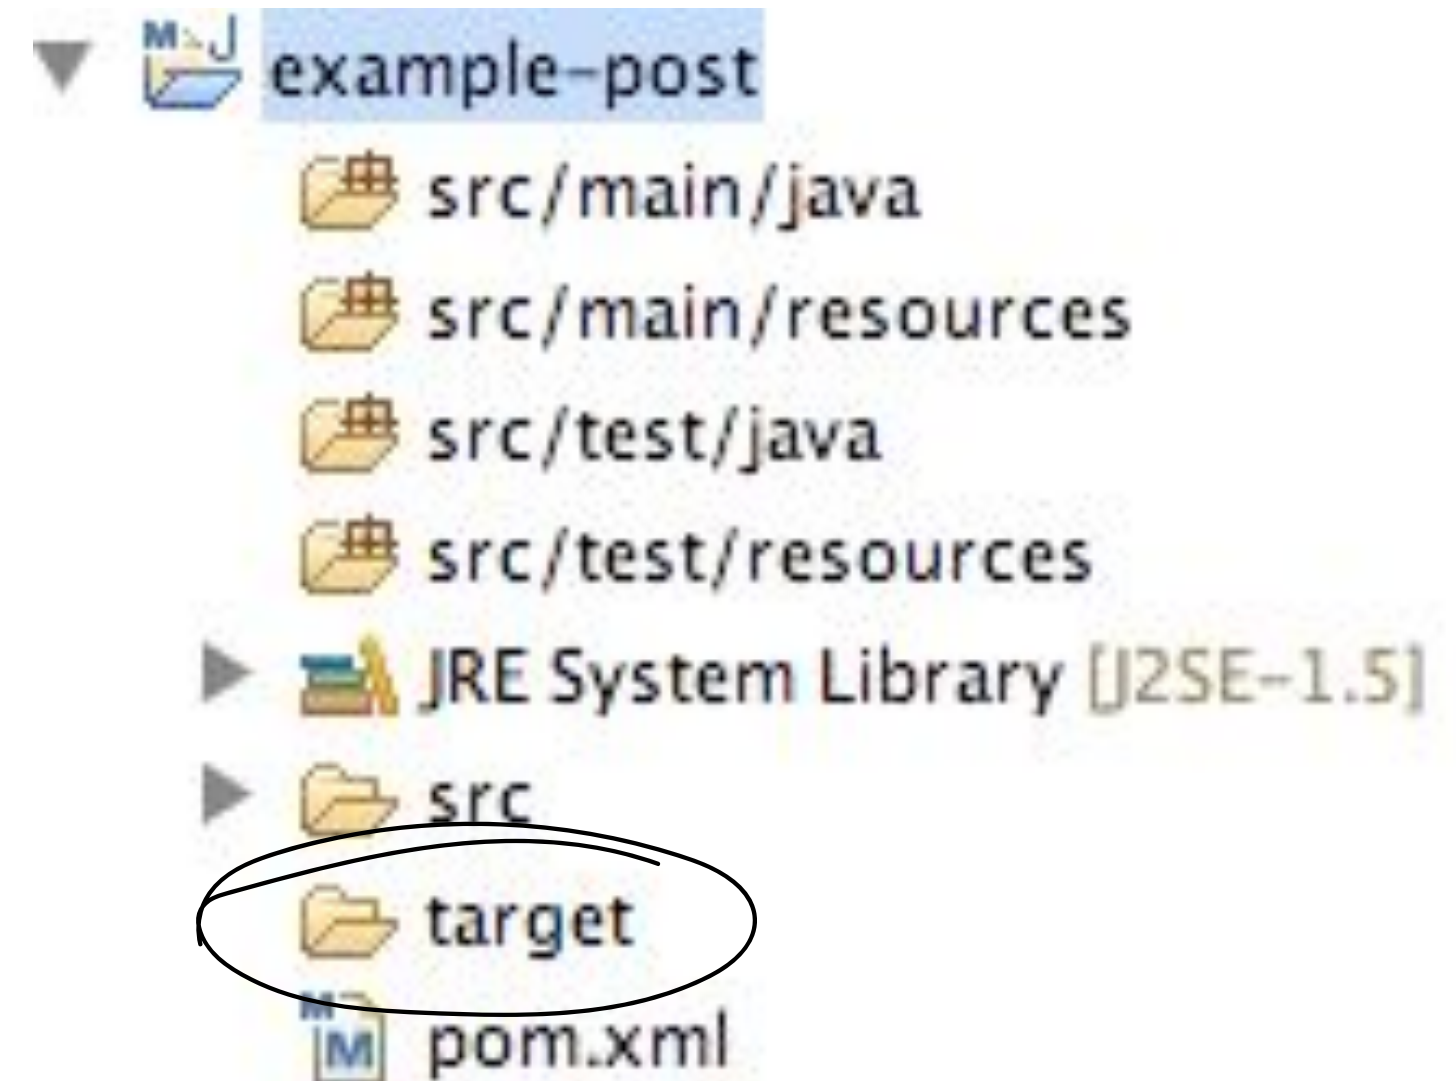 example-post
src/main/java
src/main/resources
src/test/java
src/test/resources
JRE System Library [J2SE-1.5]
src
target
pom.xml